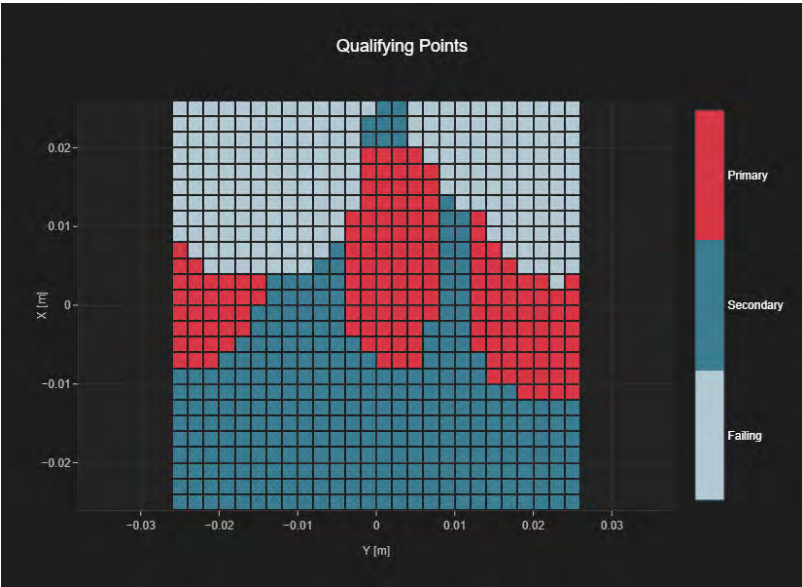 Qualifying Points
0.02
0.01
0
−0.01
−0.02
X [m]
−0.03
−0.02
−0.01
0
0.01
0.02
0.03
Y [m]
Primary
Secondary
Failing